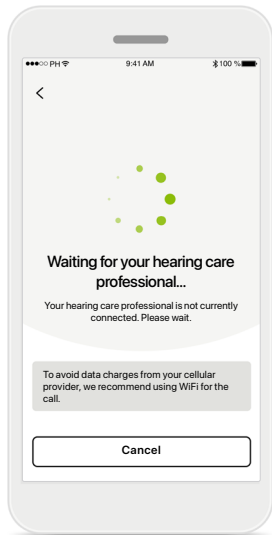 PH 9:41 AM 100 %
Waiting for your hearing care
professional...
Your hearing care professional is not currently
connected. Please wait.
To avoid data charges from your cellular
provider, we recommend using WiFi for the
call.
Cancel